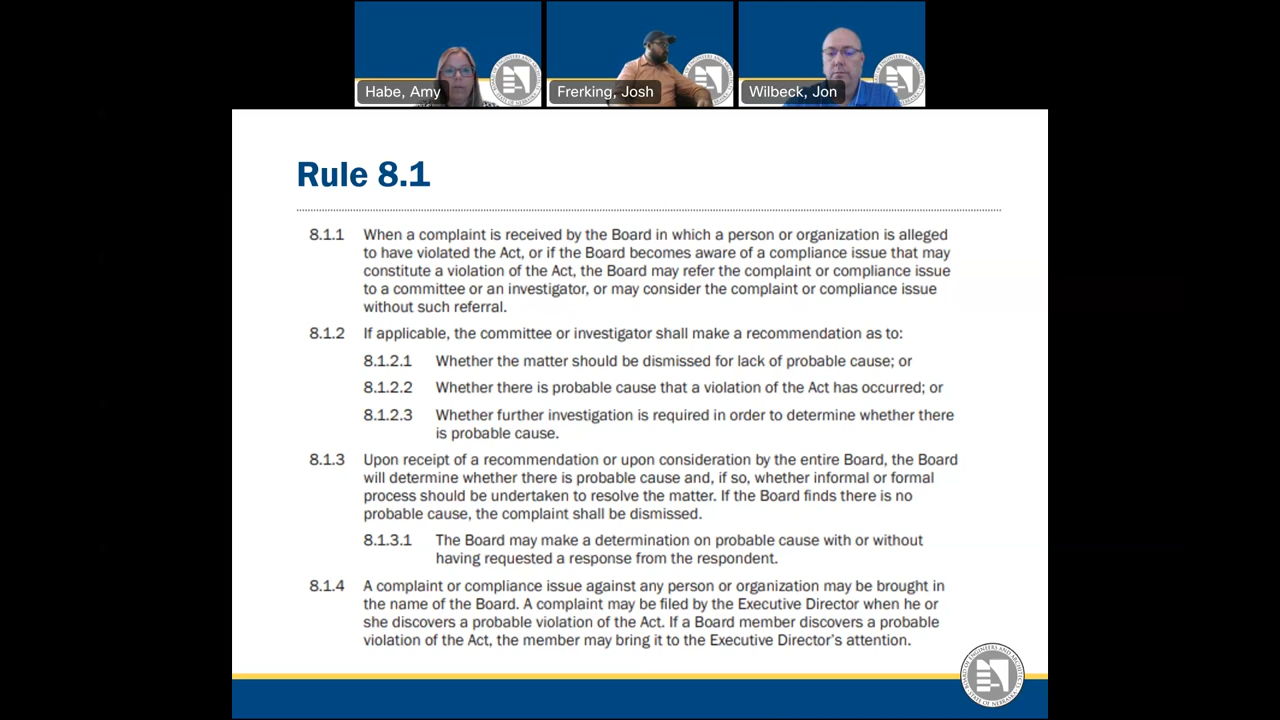 Habe, Amy
Frerking, Josh
Wilbeck, Jon
Rule 8.1
8.1.1 When a complaint is received by the Board in which a person or organization is alleged
to have violated the Act, or if the Board becomes aware of a compliance issue that may
constitute a violation of the Act, the Board may refer the complaint or compliance issue
to a committee or an investigator, or may consider the complaint or compliance issue
without such referral.
8.1.2 If applicable, the committee or investigator shall make a recommendation as to:
8.1.2.1 Whether the matter should be dismissed for lack of probable cause; or
8.1.2.2 Whether there is probable cause that a violation of the Act has occurred; or
8.1.2.3 Whether further investigation is required in order to determine whether there
is probable cause.
8.1.3 Upon receipt of a recommendation or upon consideration by the entire Board, the Board
will determine whether there is probable cause and, if so, whether informal or formal
process should be undertaken to resolve the matter. If the Board finds there is no
probable cause, the complaint shall be dismissed.
8.1.3.1 The Board may make a determination on probable cause with or without
having requested a response from the respondent.
8.1.4 A complaint or compliance issue against any person or organization may be brought in
the name of the Board. A complaint may be filed by the Executive Director when he or
she discovers a probable violation of the Act. If a Board member discovers a probable
violation of the Act, the member may bring it to the Executive Director's attention.
BOARD OF ENGINEERS AND ARCHITECTS
STATE OF NEBRASKA